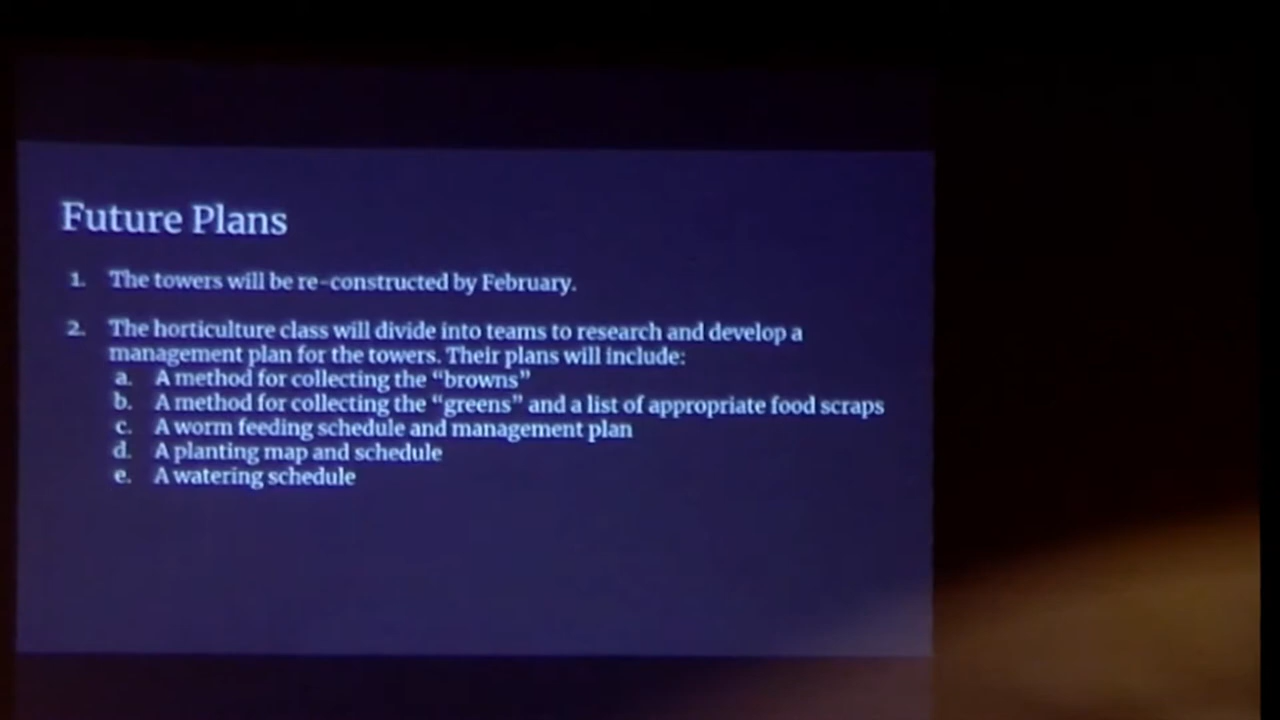 Future Plans
1. The towers will be re-constructed by February.
2. The horticulture class will divide into teams to research and develop a
management plan for the towers. Their plans will include:
a. A method for collecting the “browns”
b. A method for collecting the “greens” and a list of appropriate food scraps
c. A worm feeding schedule and management plan
d. A planting map and schedule
e. A watering schedule